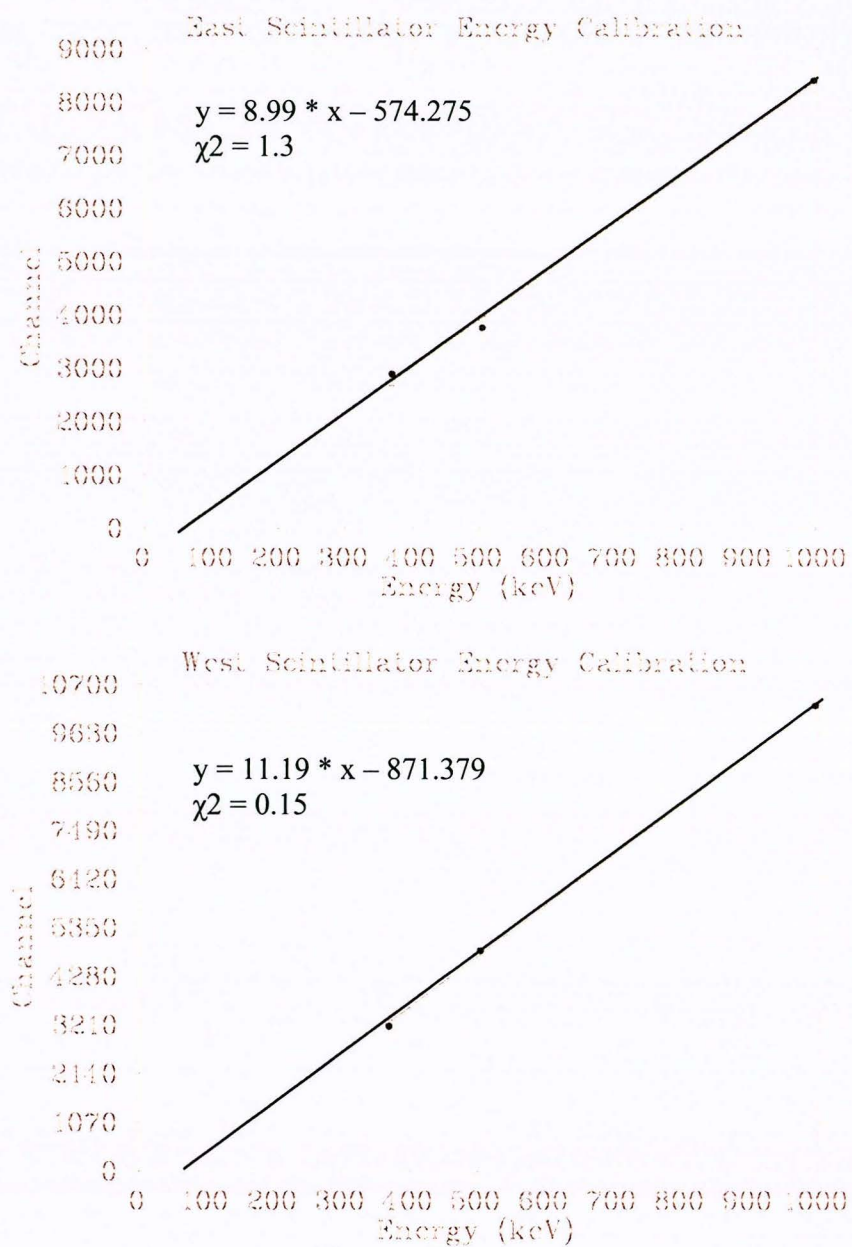 East Scintillator Energy Calibration
9000
y = 8.99 * x – 574.275
χ2 = 1.3
8000
7000
6000
5000
4000
3000
2000
1000
0
Channel
0 100 200 300 400 500 600 700 800 900 1000
Energy (keV)
West Scintillator Energy Calibration
10700
9630
y = 11.19 * x – 871.379
χ2 = 0.15
8560
7490
6420
5350
4280
3210
2140
1070
0
Channel
0 100 200 300 400 500 600 700 800 900 1000
Energy (keV)